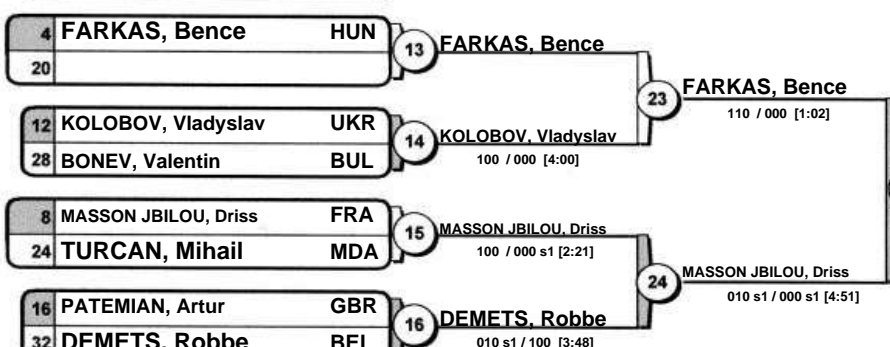 4 FARKAS, Bence HUN
20
13 FARKAS, Bence
12 KOLOBOV, Vladyslav UKR
28 BONEV, Valentin BUL
14 KOLOBOV, Vladyslav
100 / 000 [4:00]
23 FARKAS, Bence
110 / 000 [1:02]
8 MASSON JBILOU, Driss FRA
24 TURCAN, Mihail MDA
15 MASSON JBILOU, Driss
100 / 000 s1 [2:21]
16 PATEMIAN, Artur GBR
32 DEMETS, Robbe BEL
16 DEMETS, Robbe
010 s1 / 100 [3:48]
24 MASSON JBILOU, Driss
010 s1 / 000 s1 [4:51]